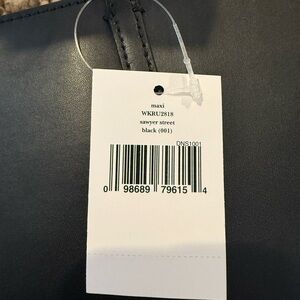 maxi
WKRU2818
sawyer street
black (001)
DNS1001
0 98689 79615 4